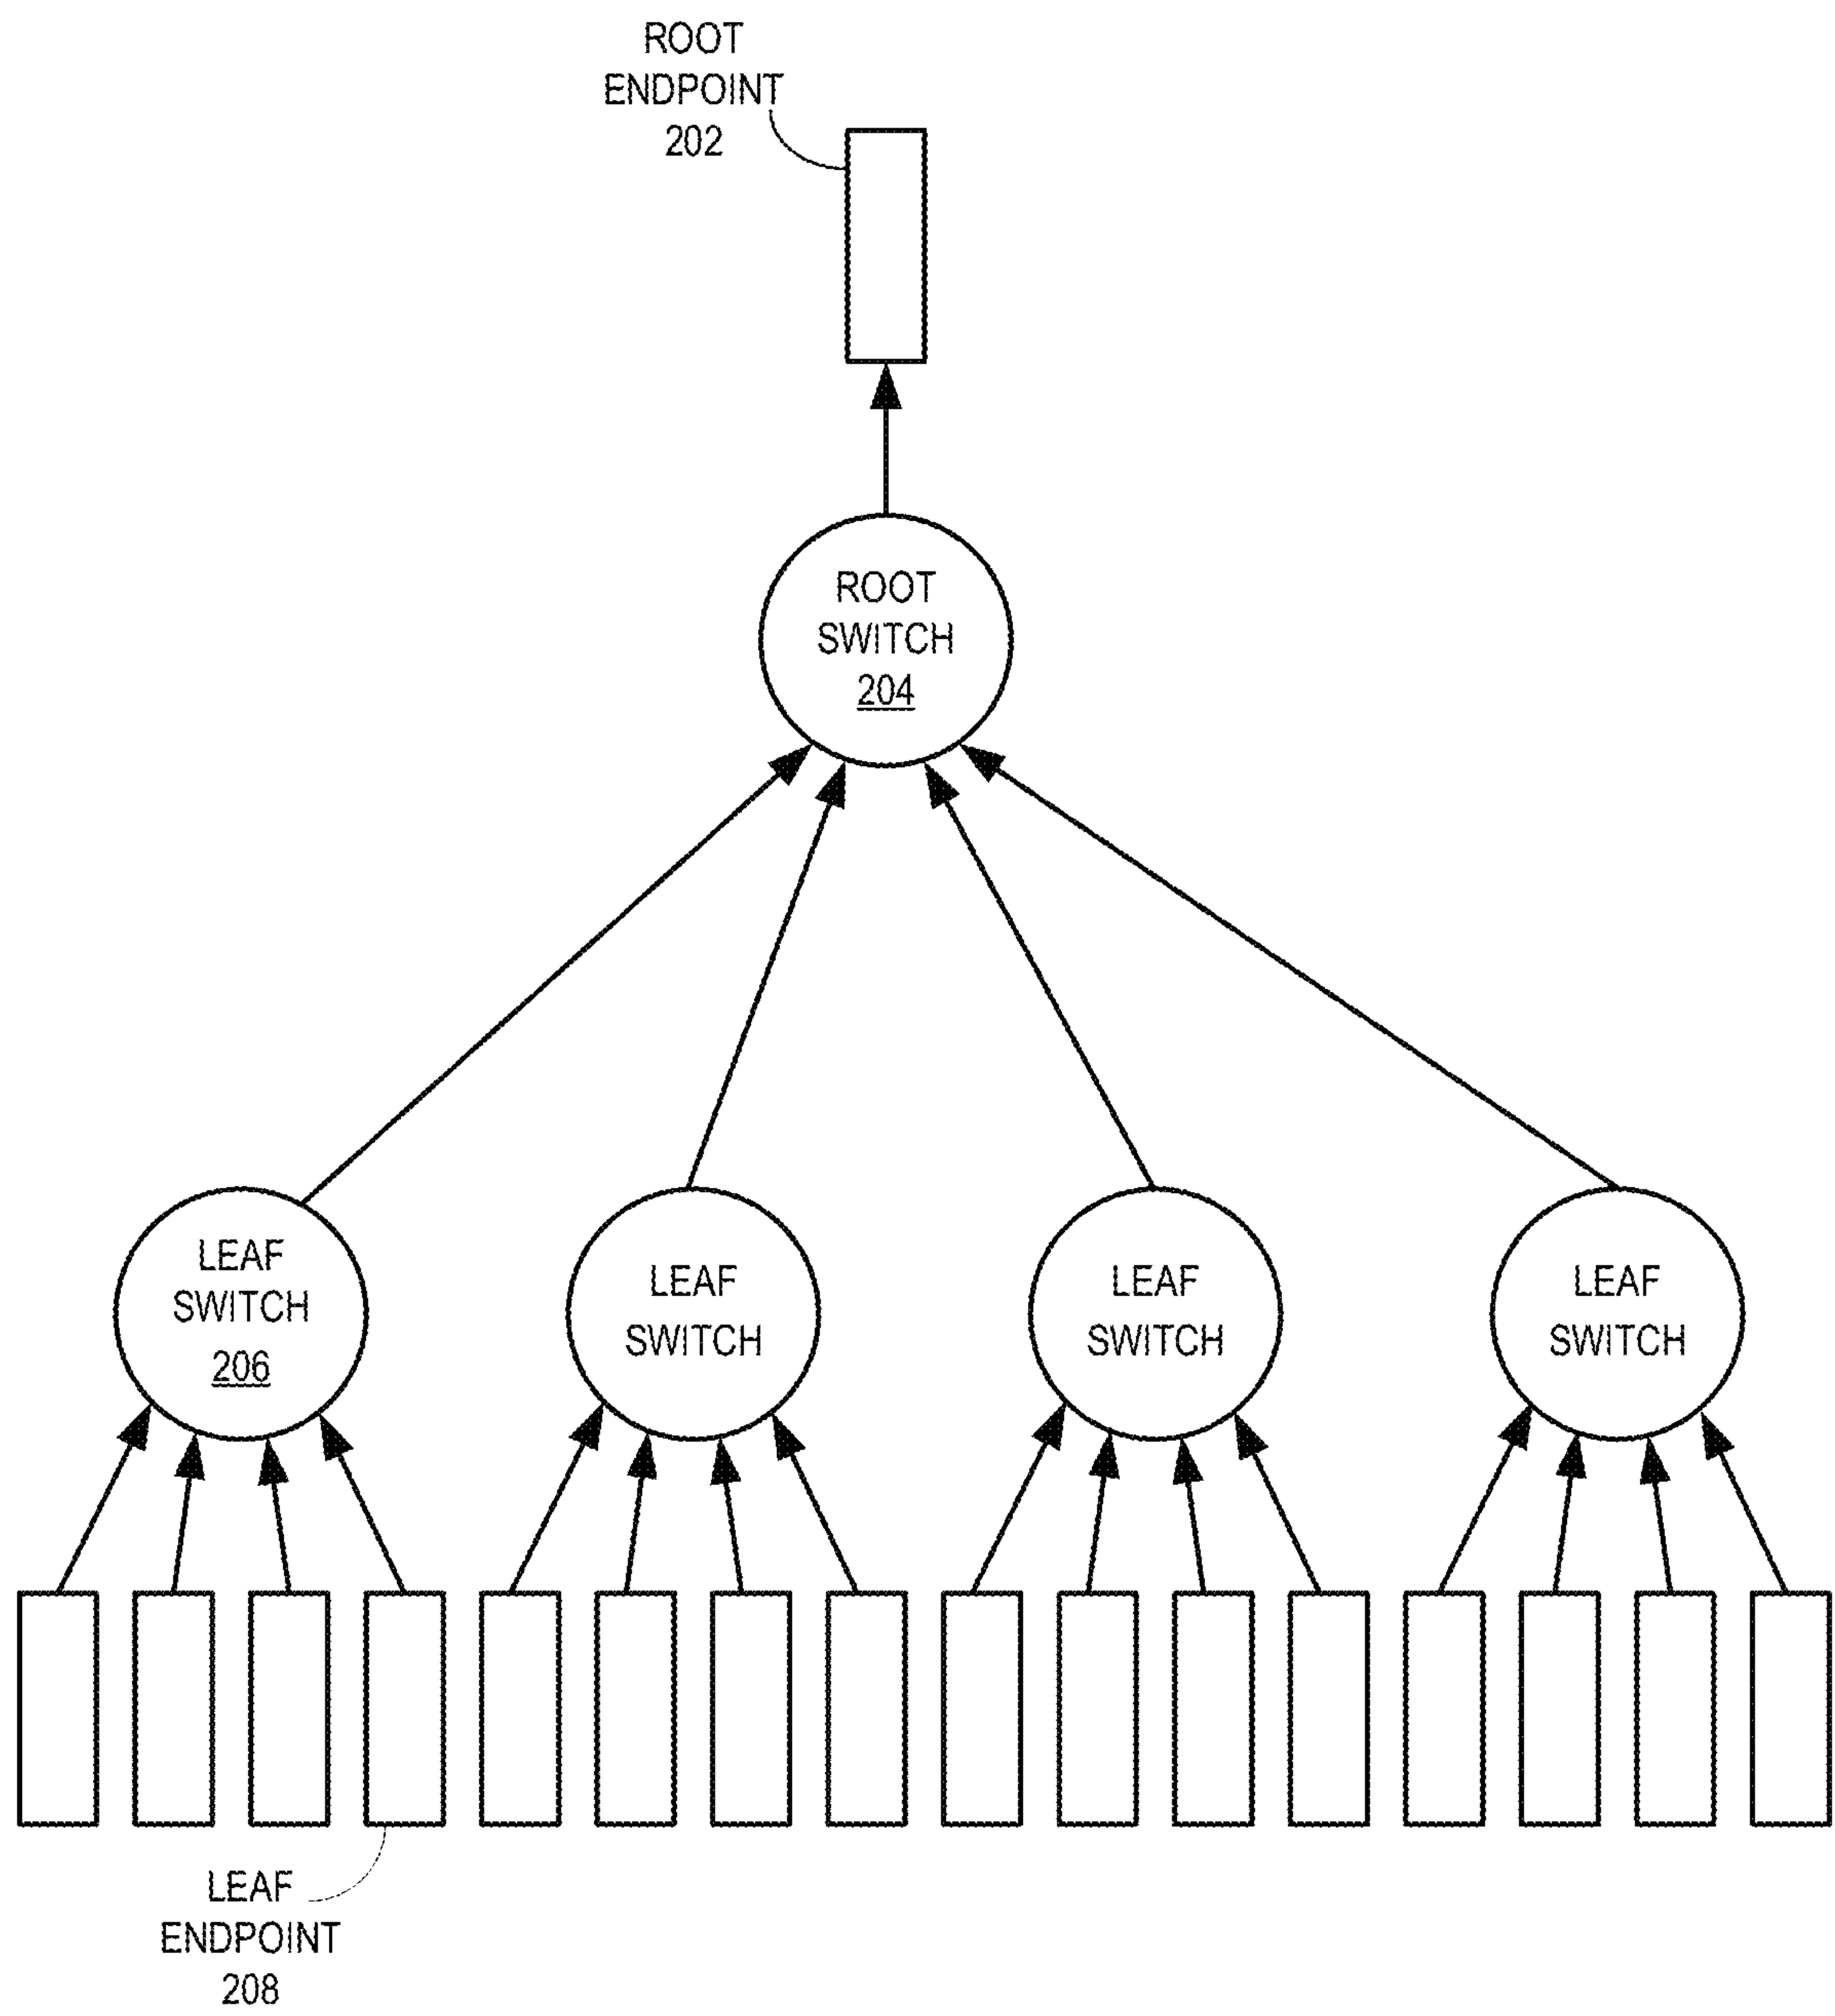 ROOT
ENDPOINT
202
ROOT
SWITCH
204
LEAF
SWITCH
206
LEAF
SWITCH
LEAF
SWITCH
LEAF
SWITCH
LEAF
ENDPOINT
208